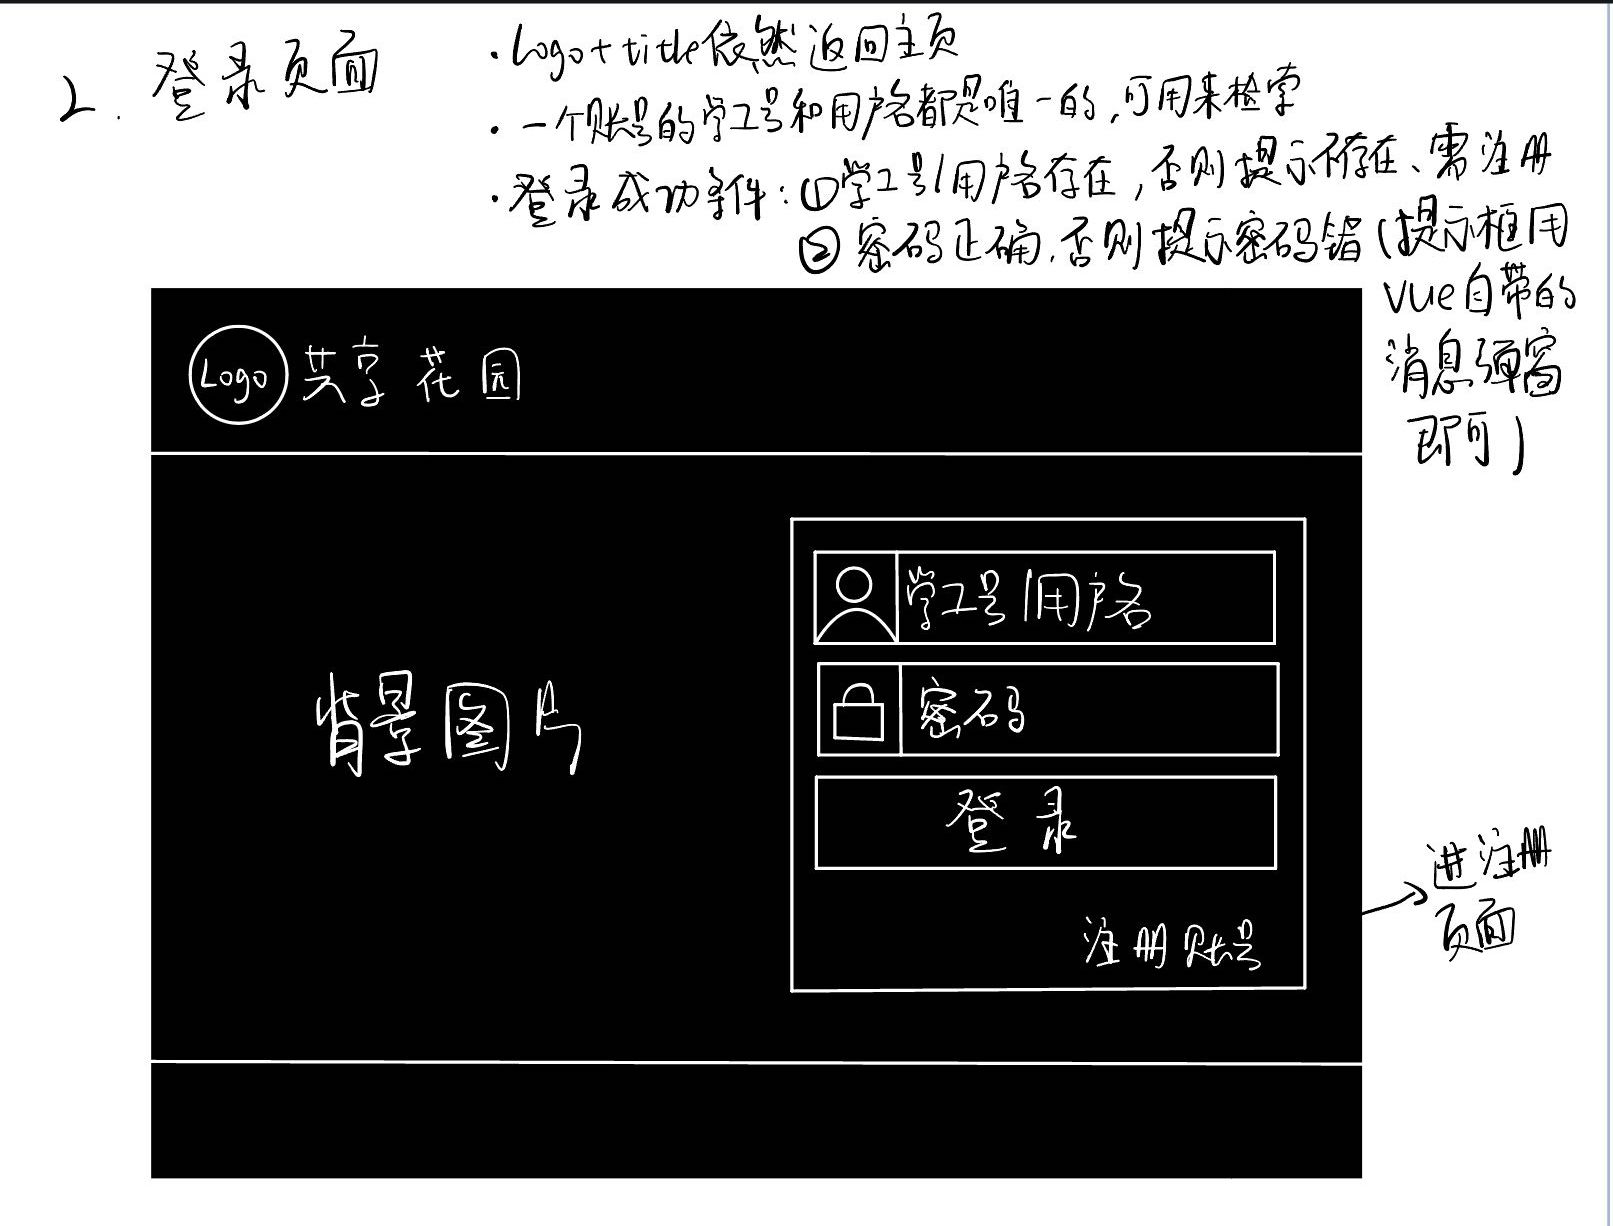 2. 登录页面
· Logo+title依然返回主页
· 一个账号的学工号和用户名都是唯一的,可用来检索
· 登录成功条件:①学工号/用户名存在,否则提示不存在、需注册
②密码正确,否则提示密码错(提示框用
vue自带的
消息弹窗
即可)
Logo 共享花园
学工号/用户名
密码
背景图片
登录
注册账号
进注册
页面